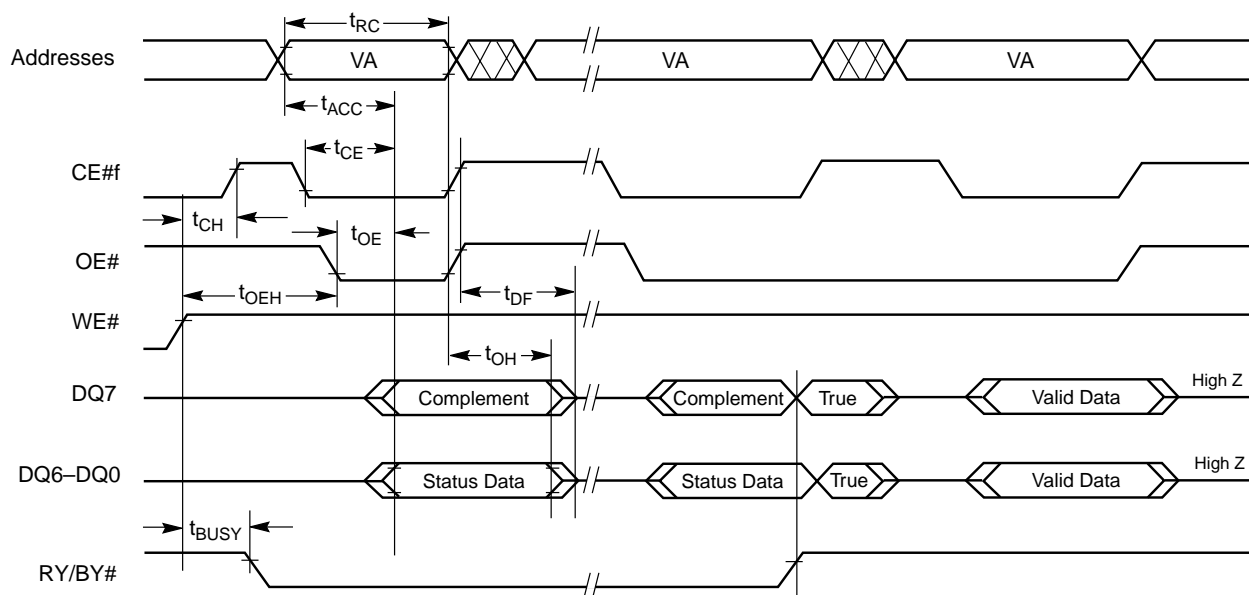 tRC
Addresses VA VA VA
tACC
CE#f tCE
tCH tOE
OE#
tOEH tDF
WE#
tOH
DQ7 Complement Complement True Valid Data High Z
DQ6–DQ0 Status Data Status Data True Valid Data High Z
tBUSY
RY/BY#